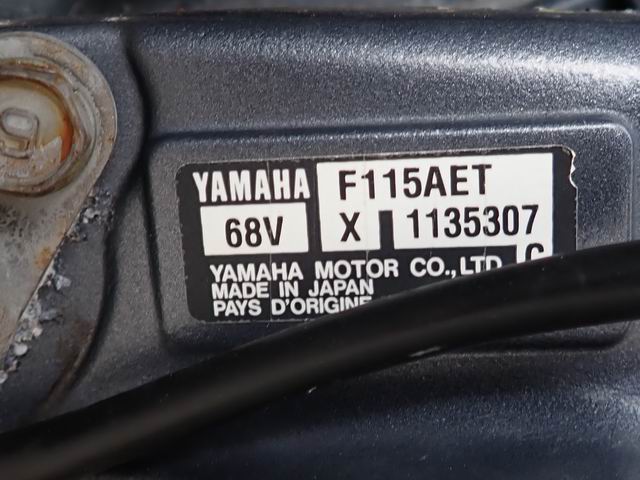 YAMAHA F115AET
68V X 1135307
YAMAHA MOTOR CO.,LTD. C
MADE IN JAPAN
PAYS D'ORIGINE